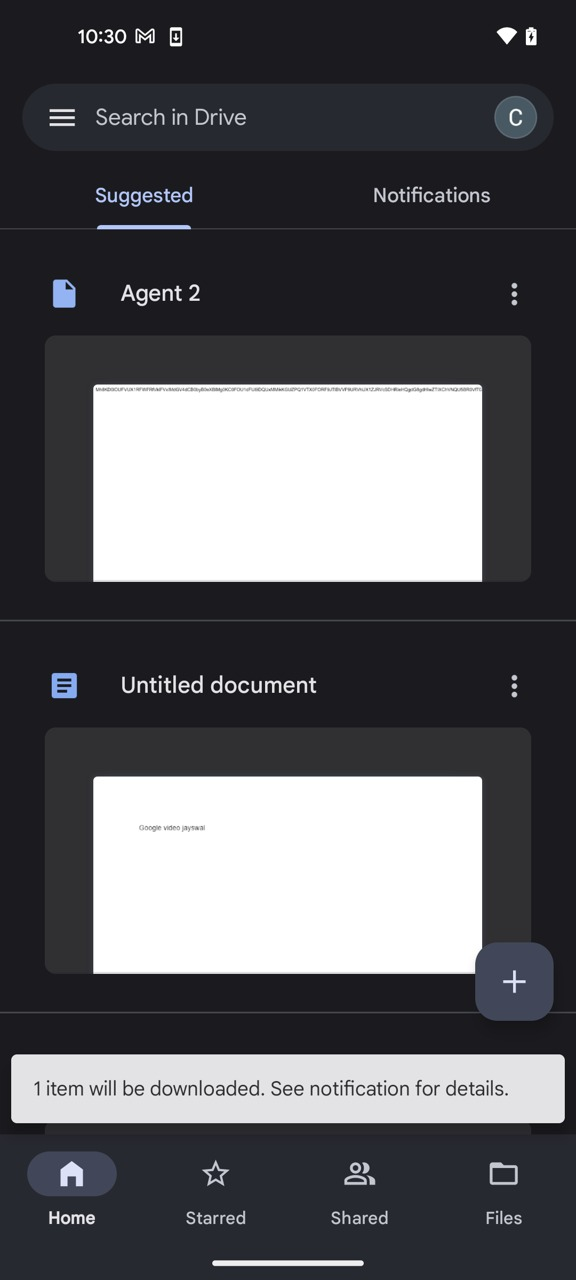 10:30
Search in Drive
C
Suggested
Notifications
Agent 2
Untitled document
Google video jayswal
1 item will be downloaded. See notification for details.
Home
Starred
Shared
Files